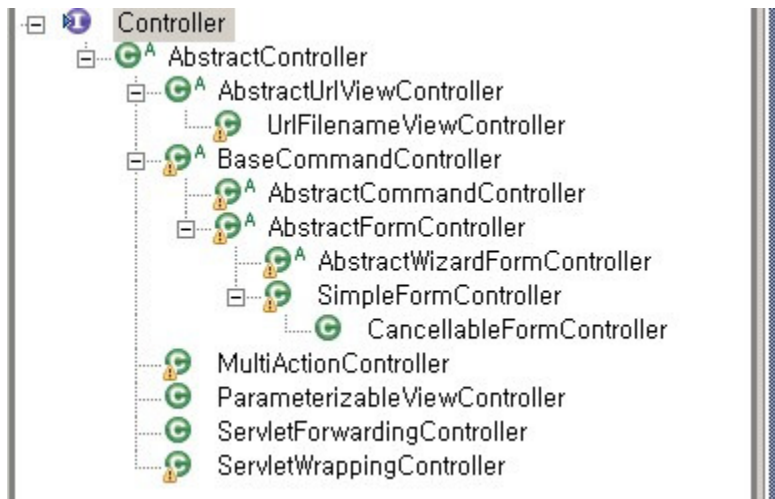 Controller
AbstractController
AbstractUrlViewController
UrlFilenameViewController
BaseCommandController
AbstractCommandController
AbstractFormController
AbstractWizardFormController
SimpleFormController
CancellableFormController
MultiActionController
ParameterizableViewController
ServletForwardingController
ServletWrappingController